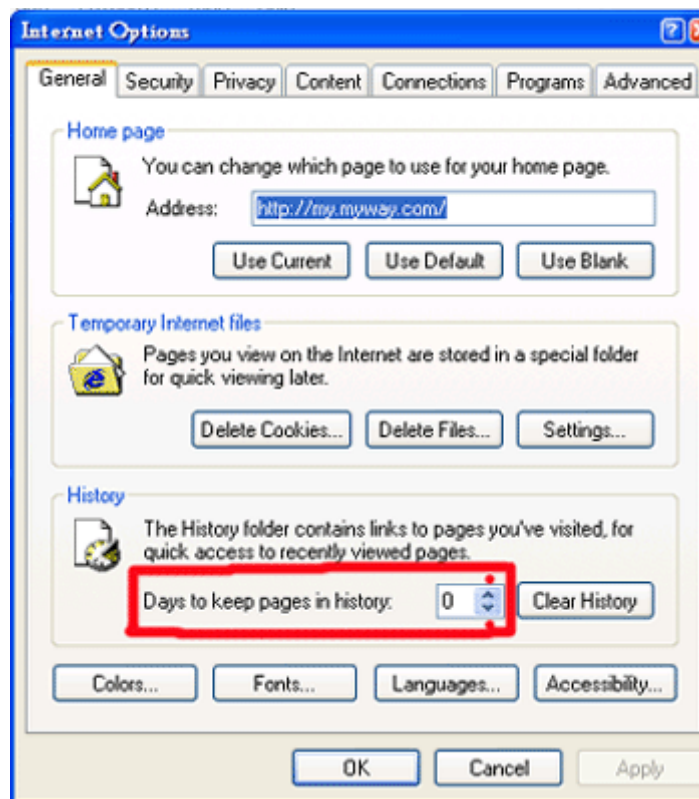 Internet Options
General Security Privacy Content Connections Programs Advanced
Home page
You can change which page to use for your home page.
Address: http://my.myway.com/
Use Current Use Default Use Blank
Temporary Internet files
Pages you view on the Internet are stored in a special folder
for quick viewing later.
Delete Cookies... Delete Files... Settings...
History
The History folder contains links to pages you've visited, for
quick access to recently viewed pages.
Days to keep pages in history: 0 Clear History
Colors... Fonts... Languages... Accessibility...
OK Cancel Apply